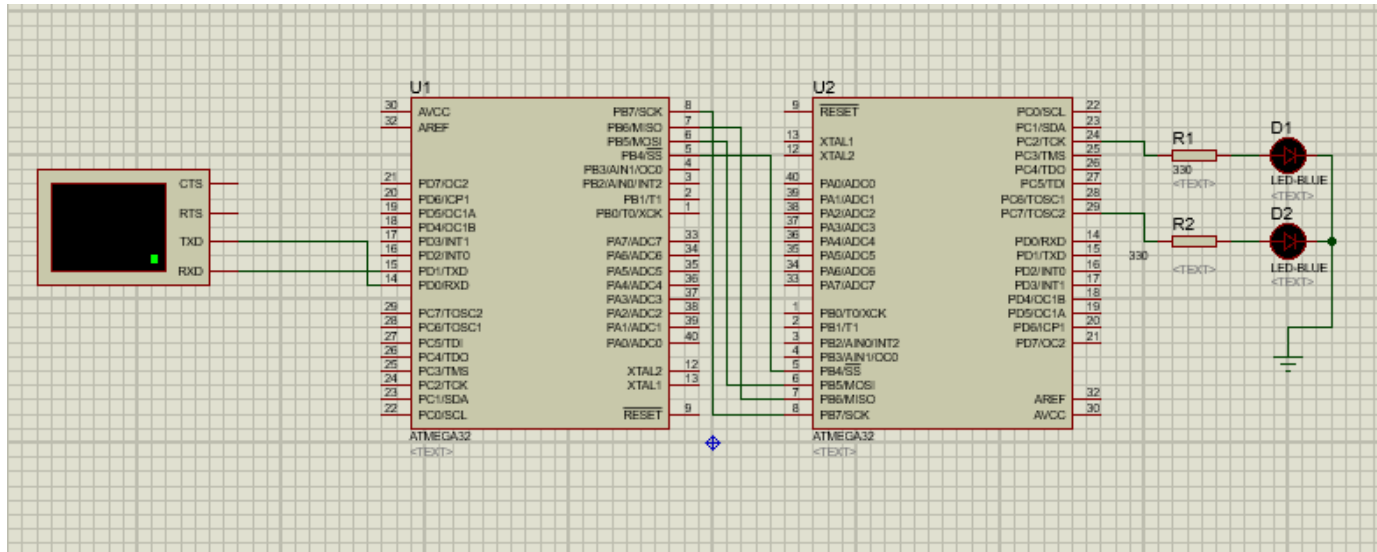 U1
30 AVCC
32 AREF
21 PD7/OC2
20 PD6/ICP1
19 PD5/OC1A
18 PD4/OC1B
17 PD3/INT1
16 PD2/INT0
15 PD1/TXD
14 PD0/RXD
29 PC7/TOSC2
28 PC6/TOSC1
27 PC5/TDI
26 PC4/TDO
25 PC3/TMS
24 PC2/TCK
23 PC1/SDA
22 PC0/SCL
PB7/SCK 8
PB6/MISO 7
PB5/MOSI 6
PB4/SS 5
PB3/AIN1/OC0 4
PB2/AIN0/INT2 3
PB1/T1 2
PB0/T0/XCK 1
PA7/ADC7 33
PA6/ADC6 34
PA5/ADC5 35
PA4/ADC4 36
PA3/ADC3 37
PA2/ADC2 38
PA1/ADC1 39
PA0/ADC0 40
XTAL2 12
XTAL1 13
RESET 9
ATMEGA32
<TEXT>
CTS
RTS
TXD
RXD
U2
9 RESET
13 XTAL1
12 XTAL2
40 PA0/ADC0
39 PA1/ADC1
38 PA2/ADC2
37 PA3/ADC3
36 PA4/ADC4
35 PA5/ADC5
34 PA6/ADC6
33 PA7/ADC7
1 PB0/T0/XCK
2 PB1/T1
3 PB2/AIN0/INT2
4 PB3/AIN1/OC0
5 PB4/SS
6 PB5/MOSI
7 PB6/MISO
8 PB7/SCK
PC0/SCL 22
PC1/SDA 23
PC2/TCK 24
PC3/TMS 25
PC4/TDO 26
PC5/TDI 27
PC6/TOSC1 28
PC7/TOSC2 29
PD0/RXD 14
PD1/TXD 15
PD2/INT0 16
PD3/INT1 17
PD4/OC1B 18
PD5/OC1A 19
PD6/ICP1 20
PD7/OC2 21
AREF 32
AVCC 30
ATMEGA32
<TEXT>
R1
330
<TEXT>
D1
LED-BLUE
<TEXT>
R2
330
<TEXT>
D2
LED-BLUE
<TEXT>